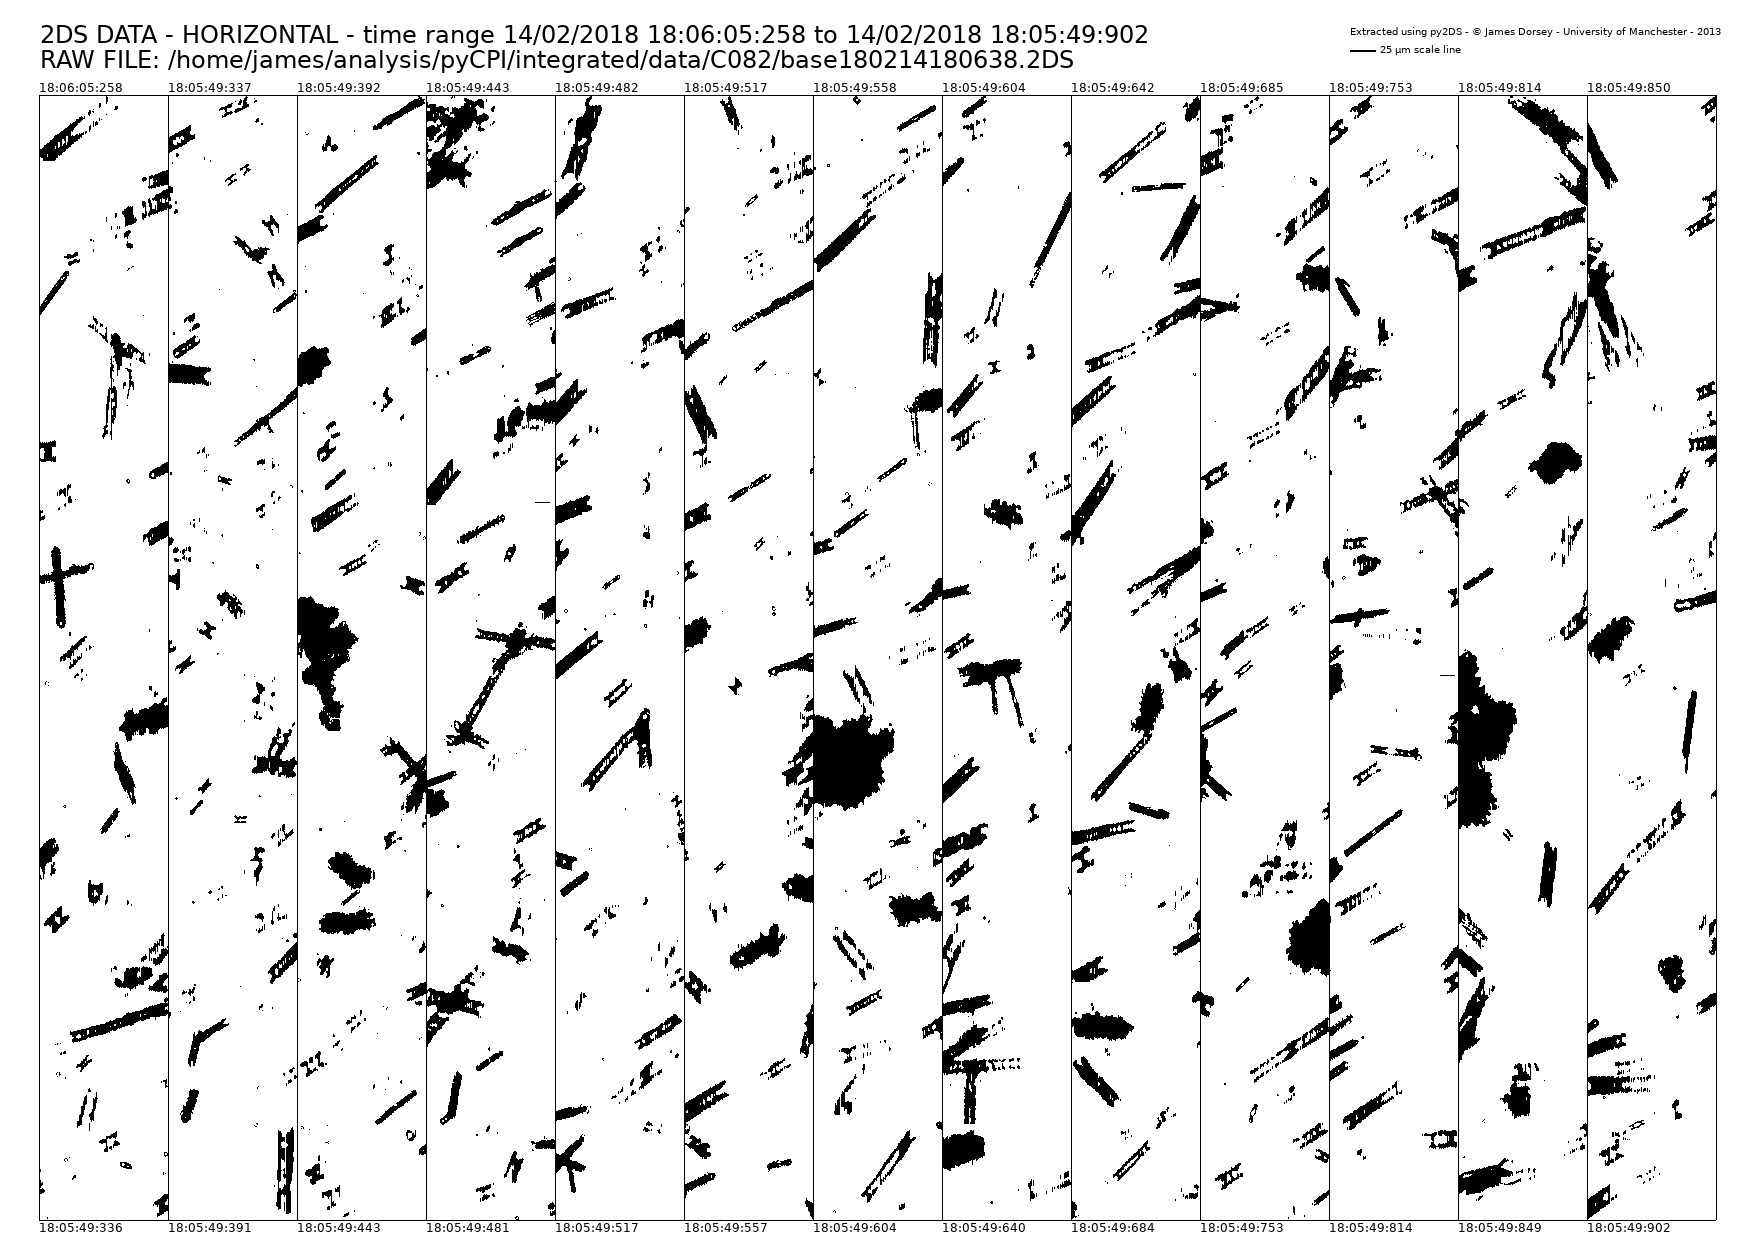 2DS DATA - HORIZONTAL - time range 14/02/2018 18:06:05:258 to 14/02/2018 18:05:49:902
RAW FILE: /home/james/analysis/pyCPI/integrated/data/C082/base180214180638.2DS
Extracted using py2DS - © James Dorsey - University of Manchester - 2013
25 µm scale line
18:06:05:258 18:05:49:337 18:05:49:392 18:05:49:443 18:05:49:482 18:05:49:517 18:05:49:558 18:05:49:604 18:05:49:642 18:05:49:685 18:05:49:753 18:05:49:814 18:05:49:850
18:05:49:336 18:05:49:391 18:05:49:443 18:05:49:481 18:05:49:517 18:05:49:557 18:05:49:604 18:05:49:640 18:05:49:684 18:05:49:753 18:05:49:814 18:05:49:849 18:05:49:902